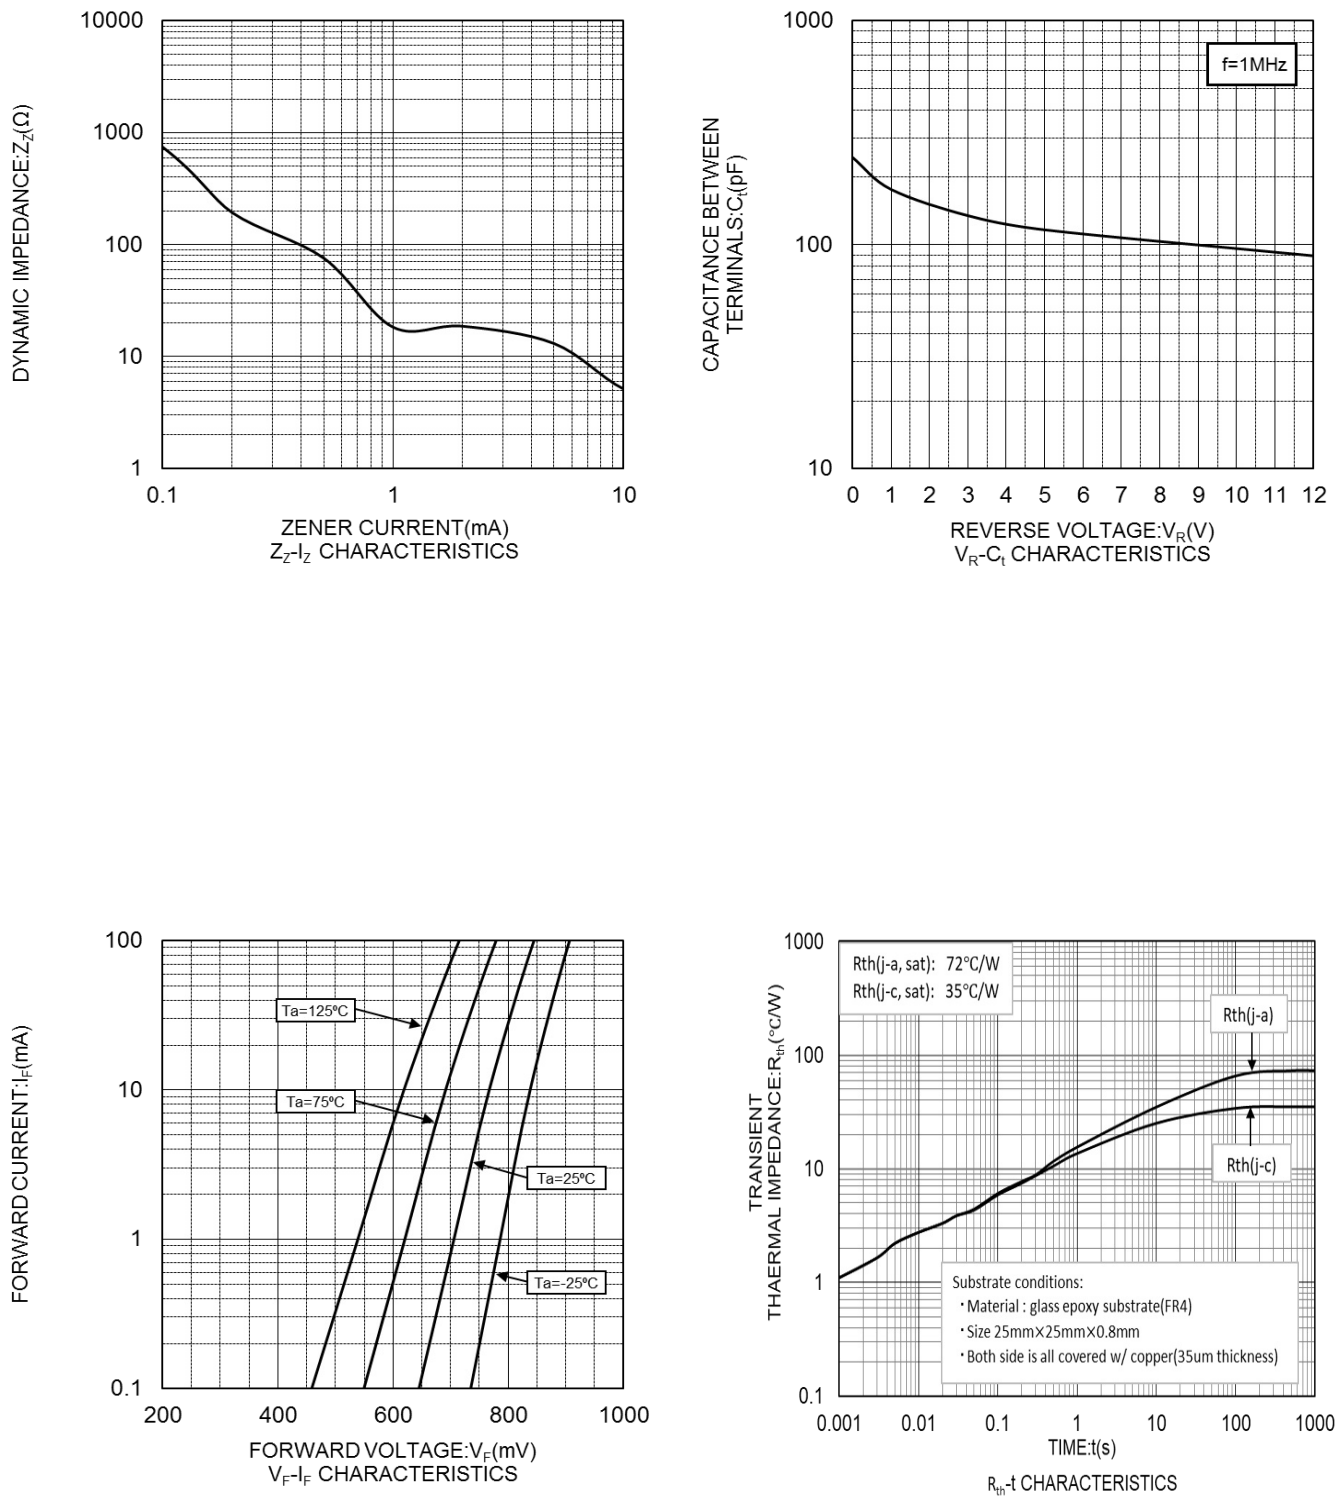 10000
1000
100
10
1
DYNAMIC IMPEDANCE:ZZ(Ω)
0.1 1 10
ZENER CURRENT(mA)
ZZ-IZ CHARACTERISTICS
1000
100
10
CAPACITANCE BETWEEN
TERMINALS:Ct(pF)
f=1MHz
0 1 2 3 4 5 6 7 8 9 10 11 12
REVERSE VOLTAGE:VR(V)
VR-Ct CHARACTERISTICS
100
10
1
0.1
FORWARD CURRENT:IF(mA)
Ta=125ºC
Ta=75ºC
Ta=25ºC
Ta=-25ºC
200 400 600 800 1000
FORWARD VOLTAGE:VF(mV)
VF-IF CHARACTERISTICS
1000
100
10
1
0.1
TRANSIENT
THAERMAL IMPEDANCE:Rth(°C/W)
Rth(j-a, sat): 72°C/W
Rth(j-c, sat): 35°C/W
Rth(j-a)
Rth(j-c)
Substrate conditions:
・Material : glass epoxy substrate(FR4)
・Size 25mm×25mm×0.8mm
・Both side is all covered w/ copper(35um thickness)
0.001 0.01 0.1 1 10 100 1000
TIME:t(s)
Rth-t CHARACTERISTICS